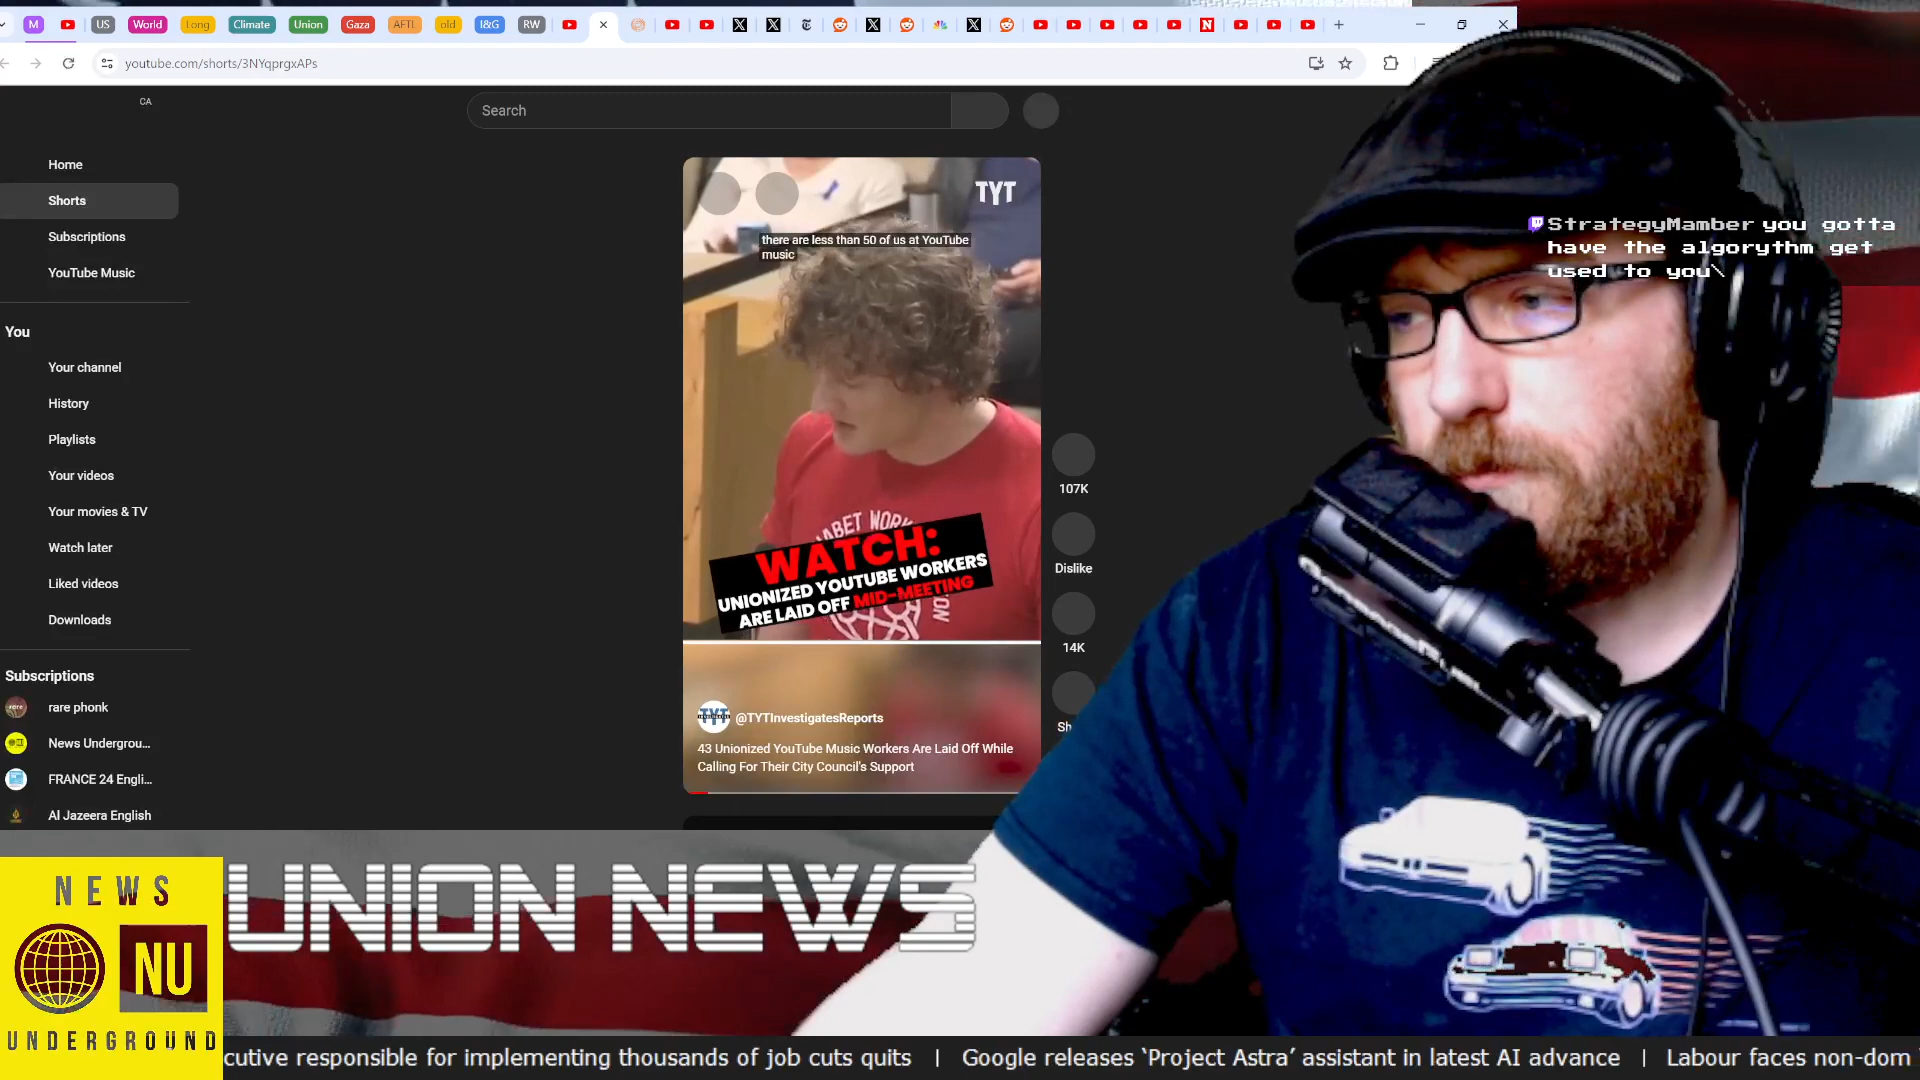 M
US
World
Long
Climate
Union
Gaza
AFTL
old
I&G
RW
youtube.com/shorts/3NYqprgxAPs
CA
Search
Home
Shorts
Subscriptions
YouTube Music
You
Your channel
History
Playlists
Your videos
Your movies & TV
Watch later
Liked videos
Downloads
Subscriptions
rare phonk
News Undergrou...
FRANCE 24 Engli...
Al Jazeera English
TYT
there are less than 50 of us at YouTube
music
WATCH:
UNIONIZED YOUTUBE WORKERS
ARE LAID OFF MID-MEETING
@TYTInvestigatesReports
43 Unionized YouTube Music Workers Are Laid Off While
Calling For Their City Council's Support
107K
Dislike
14K
StrategyMamber you gotta
have the algorythm get
used to you\
NEWS
NU
UNDERGROUND
UNION NEWS
cutive responsible for implementing thousands of job cuts quits | Google releases ‘Project Astra’ assistant in latest AI advance | Labour faces non-dom